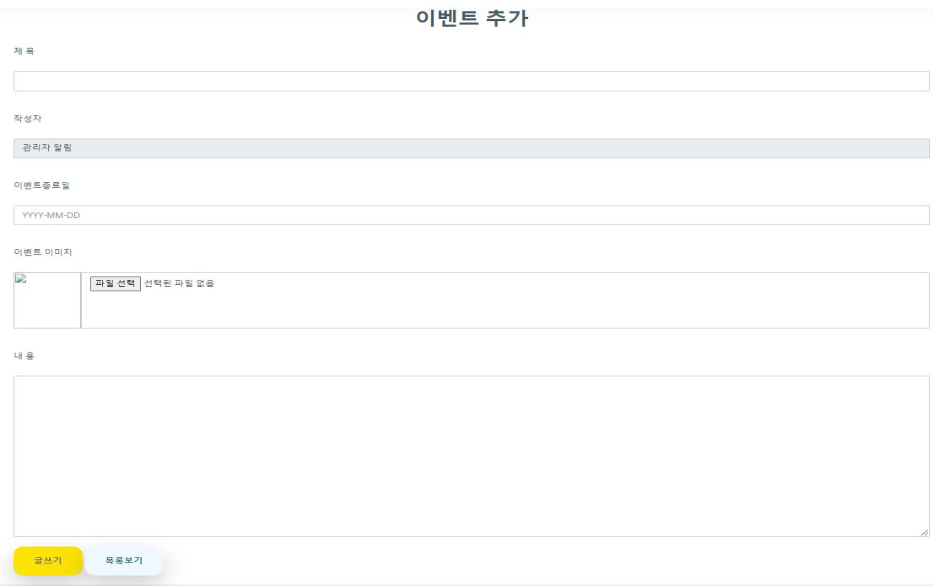 이벤트 추가
제 목
작성자
관리자 알림
이벤트종료일
YYYY-MM-DD
이벤트 이미지
파일 선택 선택된 파일 없음
내 용
글쓰기 목록보기